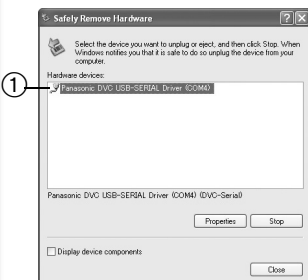 Safely Remove Hardware
Select the device you want to unplug or eject, and then click Stop. When
Windows notifies you that it is safe to do so unplug the device from your
computer.
Hardware devices:
1
Panasonic DVC USB-SERIAL Driver (COM4)
Panasonic DVC USB-SERIAL Driver (COM4) (DVC-Serial)
Properties
Stop
Display device components
Close